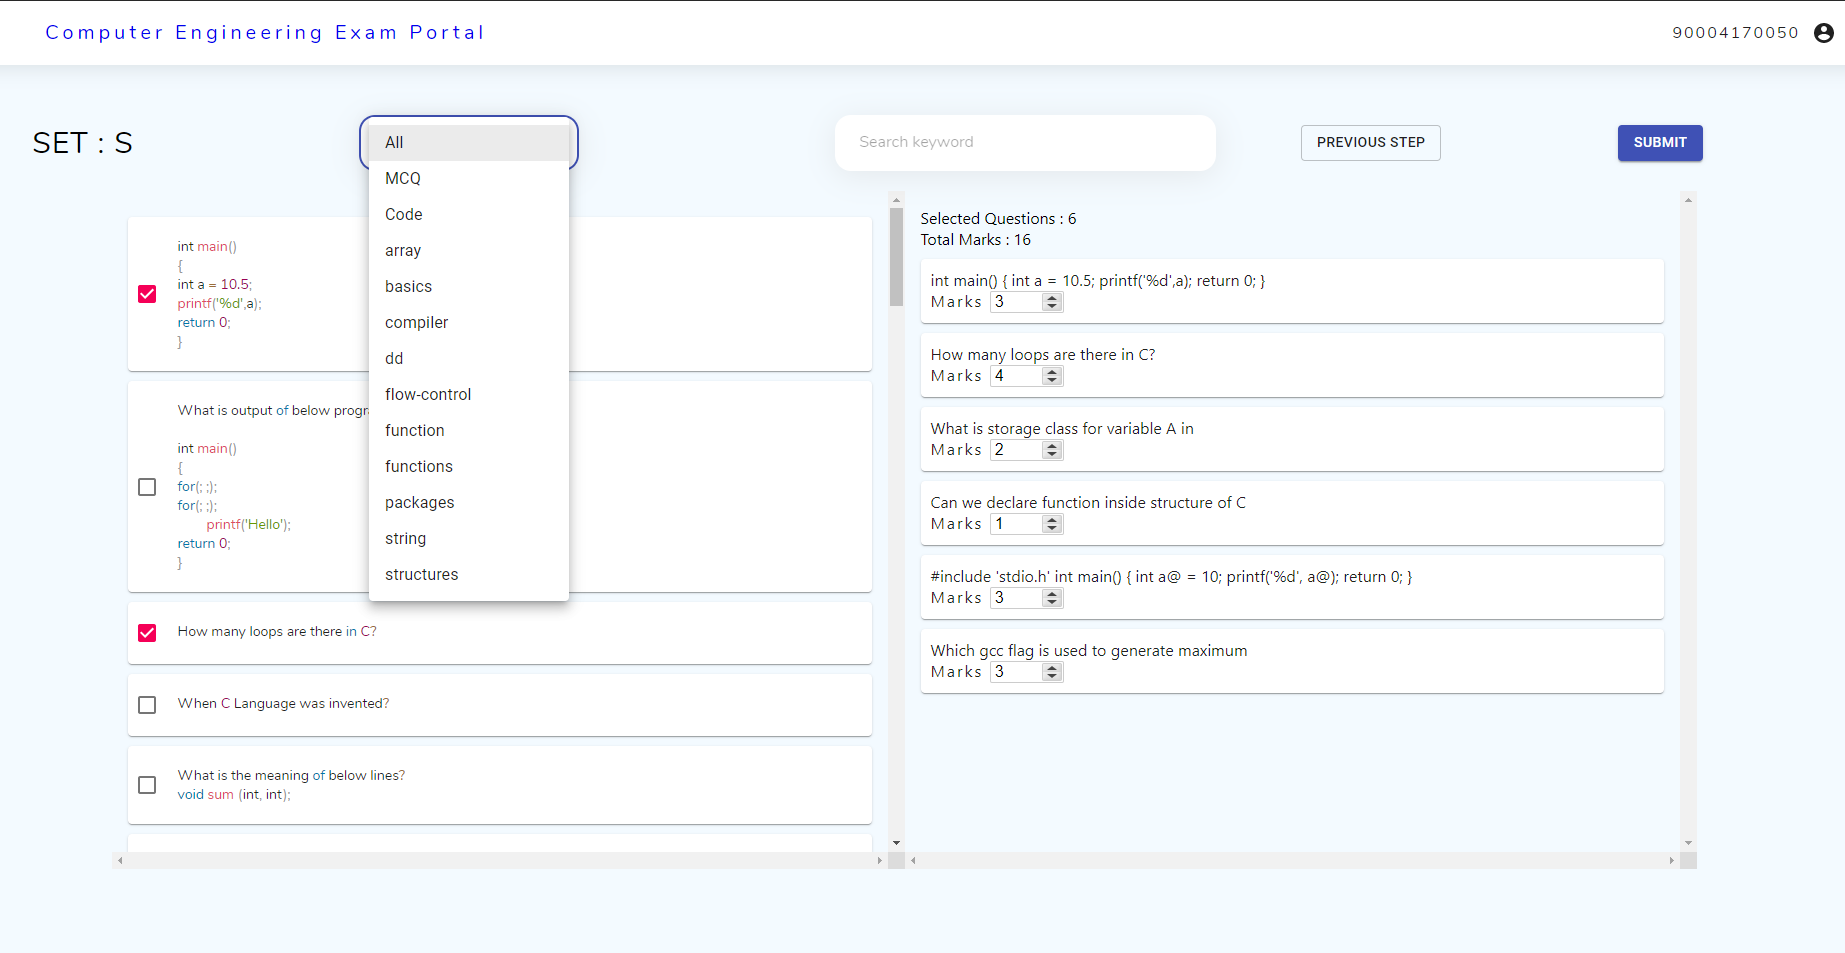 Computer Engineering Exam Portal
90004170050
SET : S
Search keyword
PREVIOUS STEP
SUBMIT
All
MCQ
Code
array
basics
compiler
dd
flow-control
function
functions
packages
string
structures
int main()
{
int a = 10.5;
printf('%d',a);
return 0;
}
What is output of below progr
int main()
{
for(; ;);
for(; ;);
printf('Hello');
return 0;
}
How many loops are there in C?
When C Language was invented?
What is the meaning of below lines?
void sum (int, int);
Selected Questions : 6
Total Marks : 16
int main() { int a = 10.5; printf('%d',a); return 0; }
Marks 3
How many loops are there in C?
Marks 4
What is storage class for variable A in
Marks 2
Can we declare function inside structure of C
Marks 1
#include 'stdio.h' int main() { int a@ = 10; printf('%d', a@); return 0; }
Marks 3
Which gcc flag is used to generate maximum
Marks 3